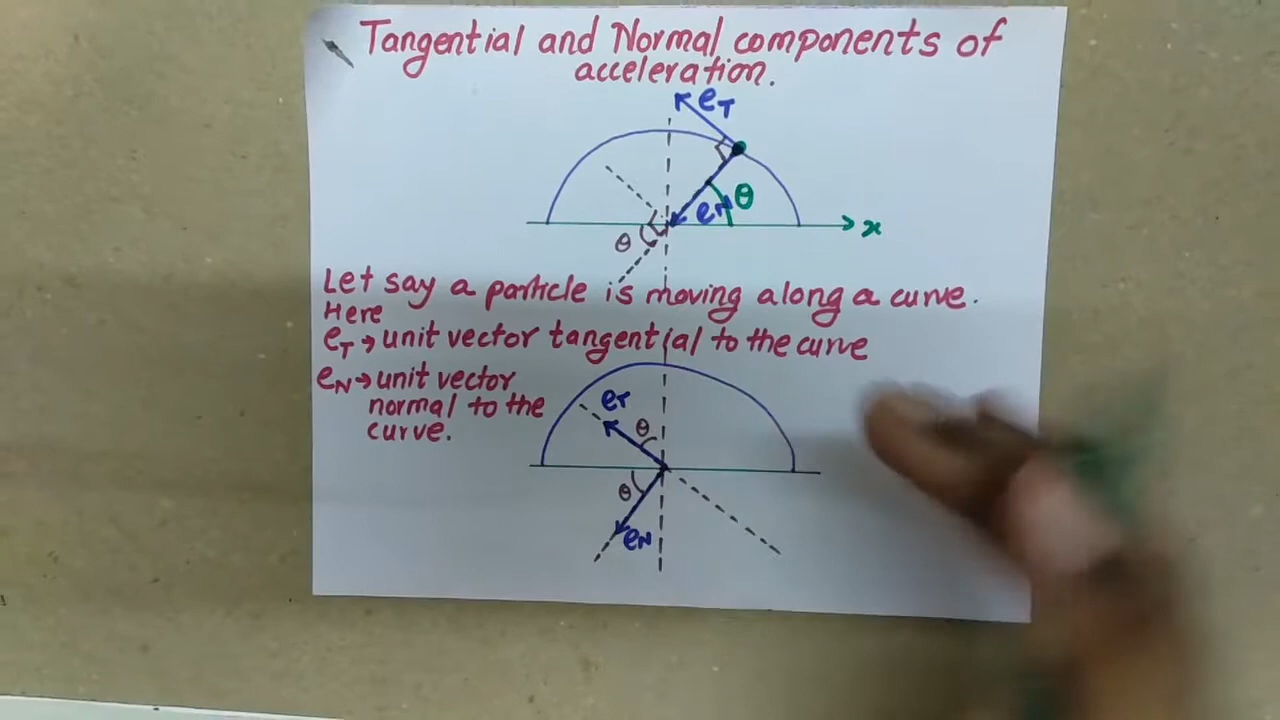 Tangential and Normal components of
acceleration.
eT
eN
θ
x
θ
Let say a particle is moving along a curve.
Here
eT → unit vector tangential to the curve
eN → unit vector
normal to the
curve.
eT
θ
θ
eN